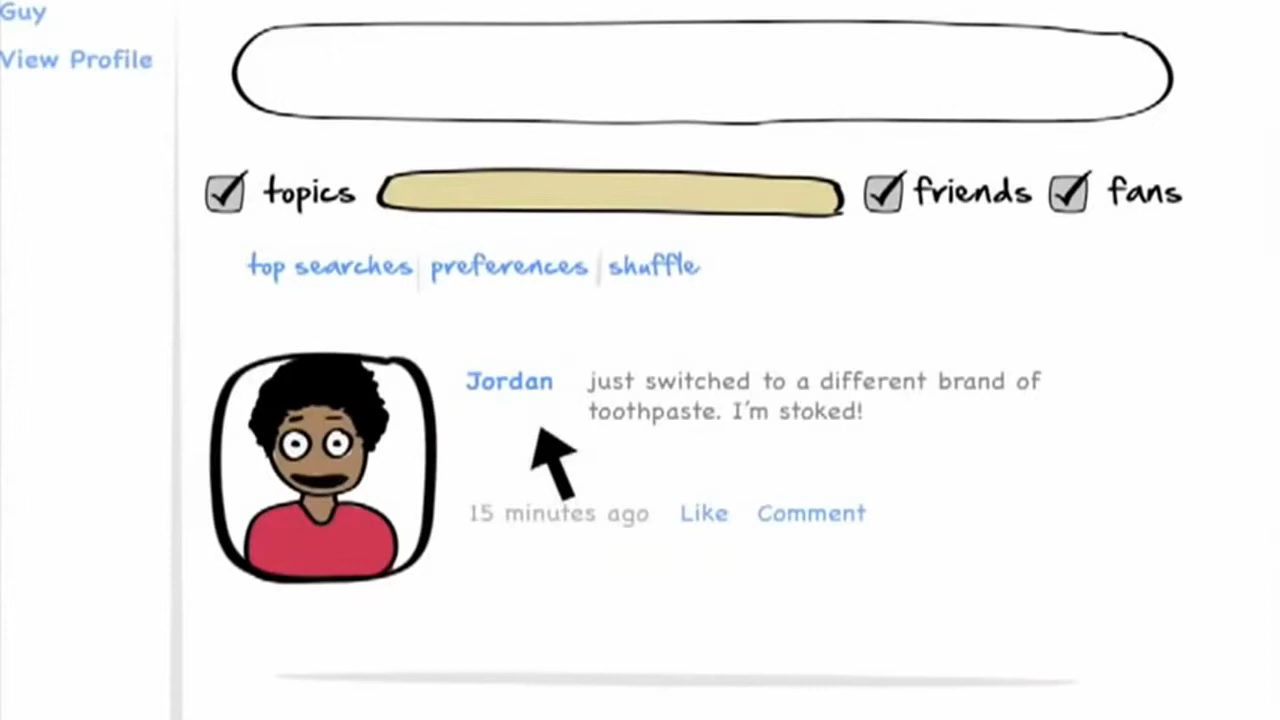 Guy
View Profile
topics
friends
fans
top searches
preferences
shuffle
Jordan
just switched to a different brand of
toothpaste. I'm stoked!
15 minutes ago
Like
Comment